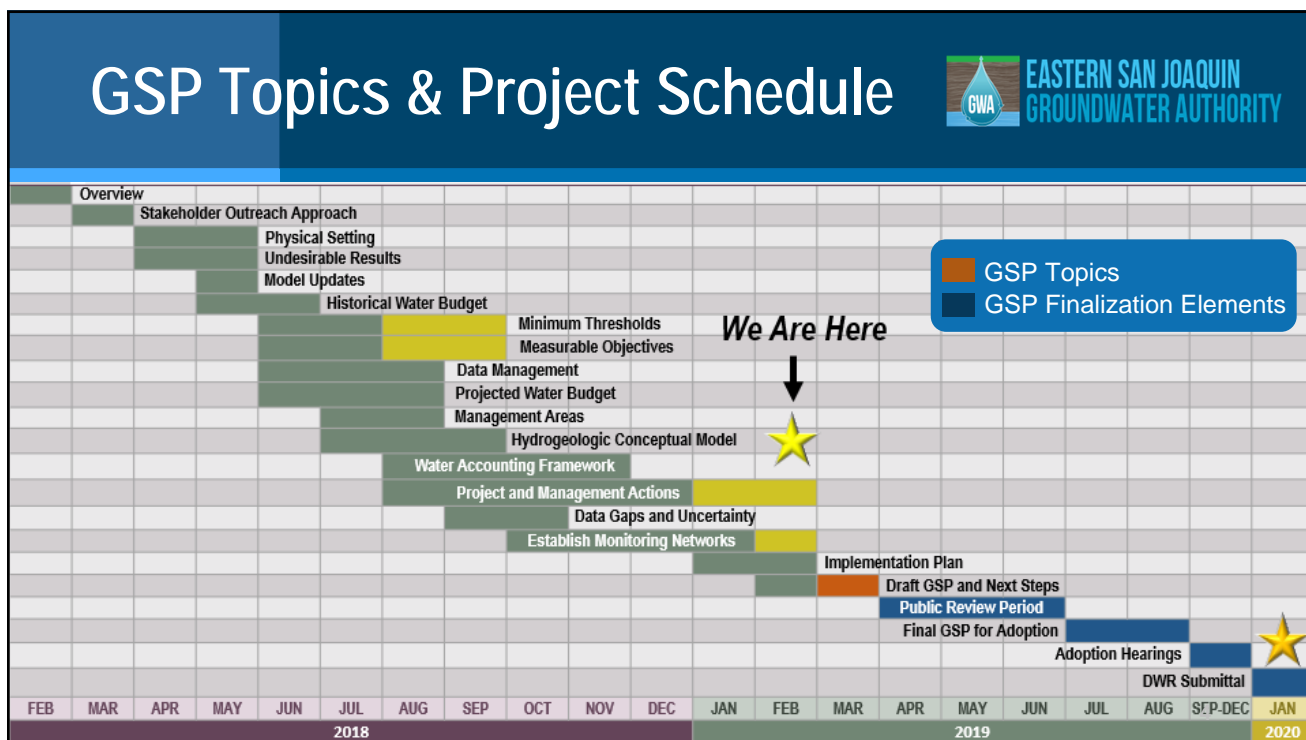 GSP Topics & Project Schedule
GWA
EASTERN SAN JOAQUIN
GROUNDWATER AUTHORITY
Overview
Stakeholder Outreach Approach
Physical Setting
Undesirable Results
Model Updates
Historical Water Budget
GSP Topics
GSP Finalization Elements
We Are Here
Minimum Thresholds
Measurable Objectives
Data Management
Projected Water Budget
Management Areas
Hydrogeologic Conceptual Model
Water Accounting Framework
Project and Management Actions
Data Gaps and Uncertainty
Establish Monitoring Networks
Implementation Plan
Draft GSP and Next Steps
Public Review Period
Final GSP for Adoption
Adoption Hearings
DWR Submittal
FEB MAR APR MAY JUN JUL AUG SEP OCT NOV DEC JAN FEB MAR APR MAY JUN JUL AUG SEP-DEC JAN
2018 2019 2020